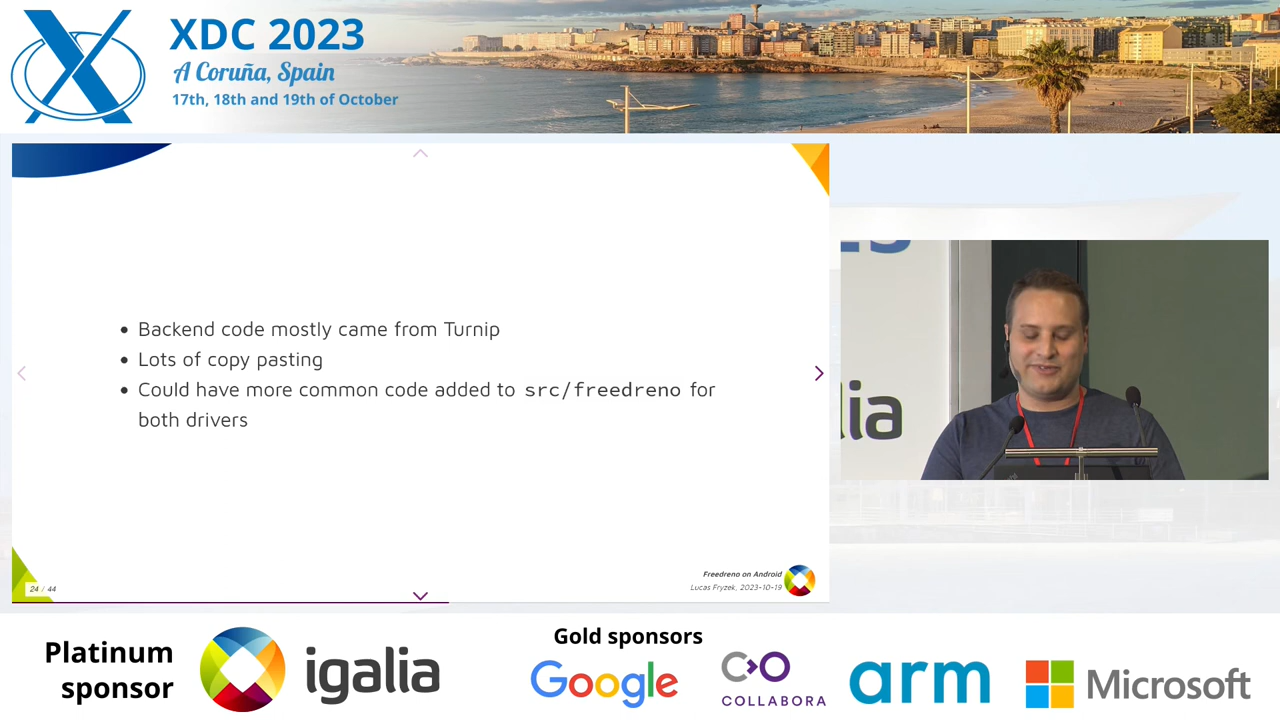 XDC 2023
A Coruña, Spain
17th, 18th and 19th of October
Backend code mostly came from Turnip
Lots of copy pasting
Could have more common code added to src/freedreno for
both drivers
24 / 44
Freedreno on Android
Lucas Fryzek, 2023-10-19
lia
Platinum
sponsor
igalia
Gold sponsors
Google
COLLABORA
arm
Microsoft